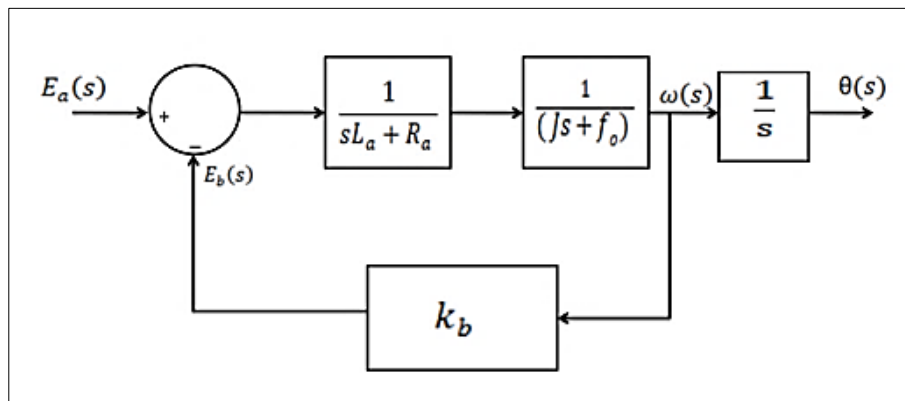 E_a(s)
+
−
E_b(s)
1
sL_a + R_a
1
(Js + f_0)
ω(s)
1
s
θ(s)
k_b